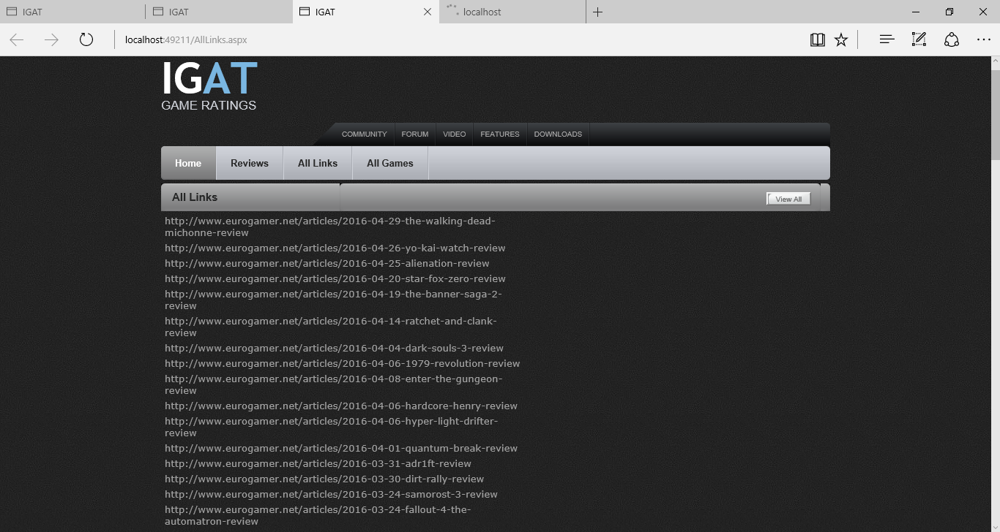 IGAT
IGAT
IGAT
localhost
localhost:49211/AllLinks.aspx
IGAT
GAME RATINGS
COMMUNITY FORUM VIDEO FEATURES DOWNLOADS
Home Reviews All Links All Games
All Links View All
http://www.eurogamer.net/articles/2016-04-29-the-walking-dead-
michonne-review
http://www.eurogamer.net/articles/2016-04-26-yo-kai-watch-review
http://www.eurogamer.net/articles/2016-04-25-alienation-review
http://www.eurogamer.net/articles/2016-04-20-star-fox-zero-review
http://www.eurogamer.net/articles/2016-04-19-the-banner-saga-2-
review
http://www.eurogamer.net/articles/2016-04-14-ratchet-and-clank-
review
http://www.eurogamer.net/articles/2016-04-04-dark-souls-3-review
http://www.eurogamer.net/articles/2016-04-06-1979-revolution-review
http://www.eurogamer.net/articles/2016-04-08-enter-the-gungeon-
review
http://www.eurogamer.net/articles/2016-04-06-hardcore-henry-review
http://www.eurogamer.net/articles/2016-04-06-hyper-light-drifter-
review
http://www.eurogamer.net/articles/2016-04-01-quantum-break-review
http://www.eurogamer.net/articles/2016-03-31-adr1ft-review
http://www.eurogamer.net/articles/2016-03-30-dirt-rally-review
http://www.eurogamer.net/articles/2016-03-24-samorost-3-review
http://www.eurogamer.net/articles/2016-03-24-fallout-4-the-
automatron-review